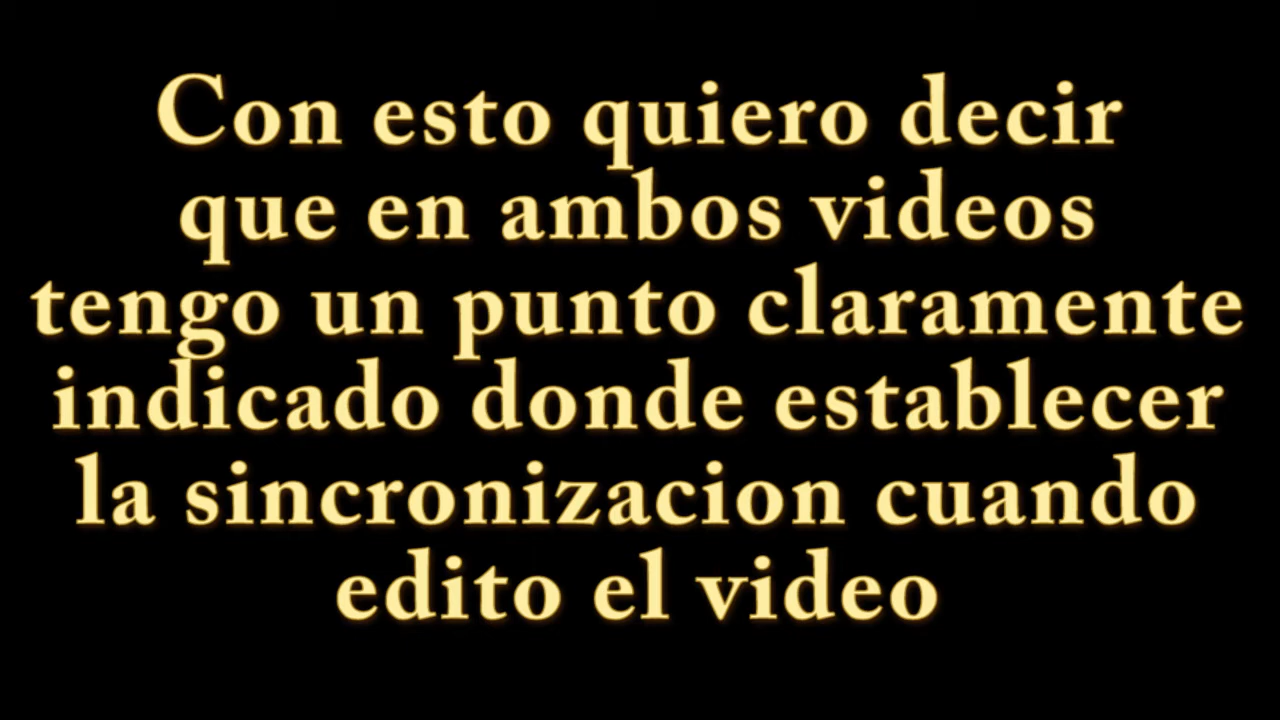 Con esto quiero decir
que en ambos videos
tengo un punto claramente
indicado donde establecer
la sincronizacion cuando
edito el video